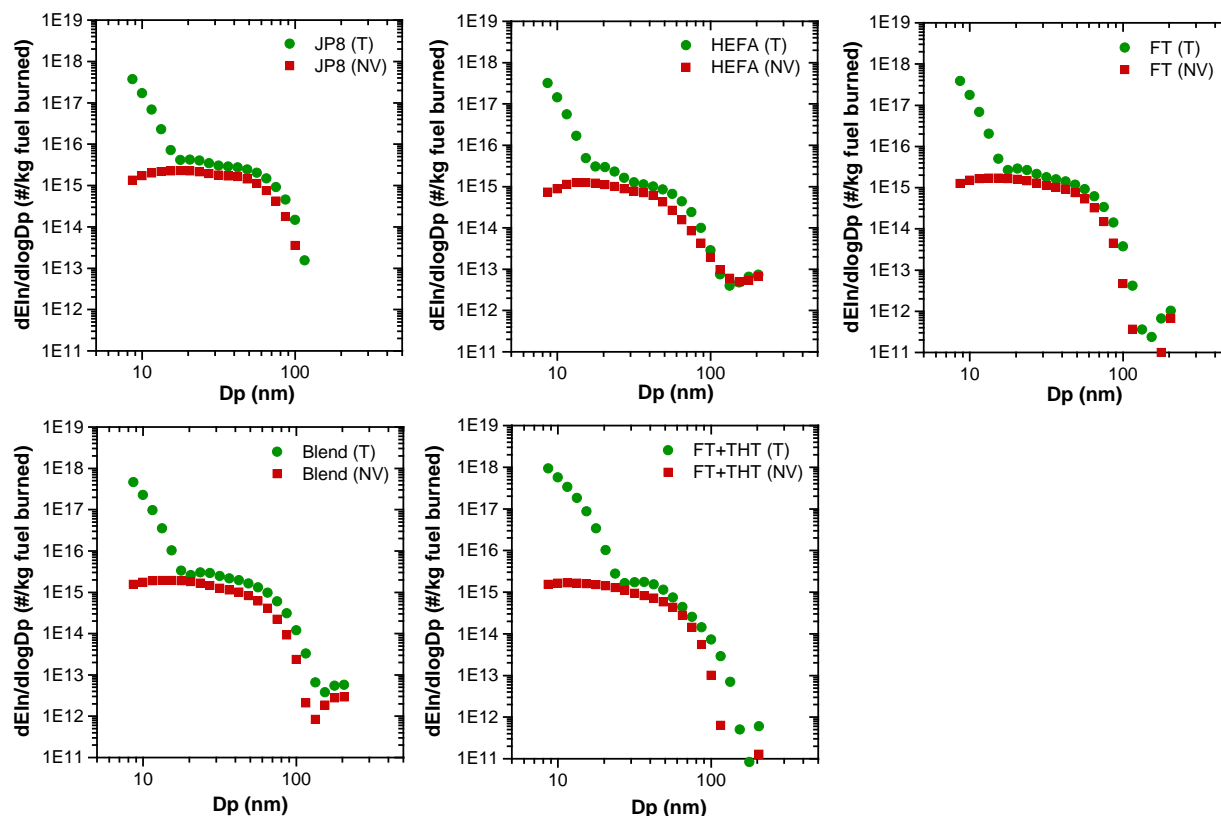 1E19
1E18
1E17
1E16
1E15
1E14
1E13
1E12
1E11
dEIn/dlogDp (#/kg fuel burned)
JP8 (T)
JP8 (NV)
10
100
Dp (nm)
1E19
1E18
1E17
1E16
1E15
1E14
1E13
1E12
1E11
dEIn/dlogDp (#/kg fuel burned)
HEFA (T)
HEFA (NV)
10
100
Dp (nm)
1E19
1E18
1E17
1E16
1E15
1E14
1E13
1E12
1E11
dEIn/dlogDp (#/kg fuel burned)
FT (T)
FT (NV)
10
100
Dp (nm)
1E19
1E18
1E17
1E16
1E15
1E14
1E13
1E12
1E11
dEIn/dlogDp (#/kg fuel burned)
Blend (T)
Blend (NV)
10
100
Dp (nm)
1E19
1E18
1E17
1E16
1E15
1E14
1E13
1E12
1E11
dEIn/dlogDp (#/kg fuel burned)
FT+THT (T)
FT+THT (NV)
10
100
Dp (nm)